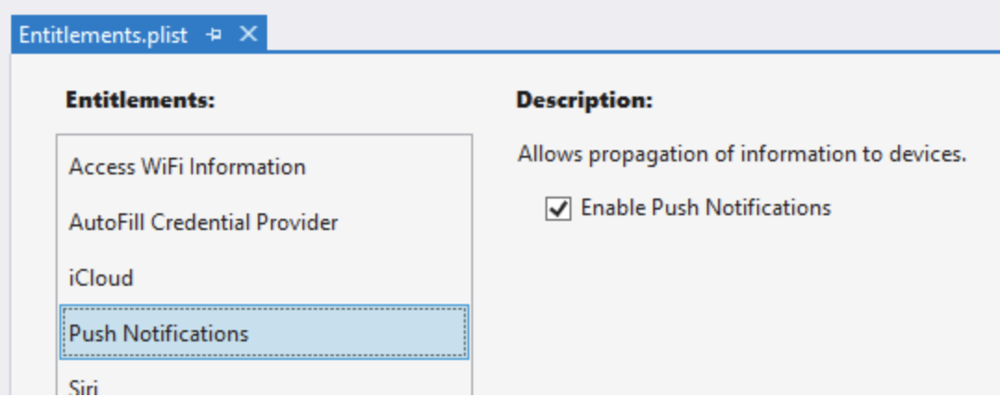 Entitlements.plist
Entitlements:
Access WiFi Information
AutoFill Credential Provider
iCloud
Push Notifications
Siri
Description:
Allows propagation of information to devices.
Enable Push Notifications